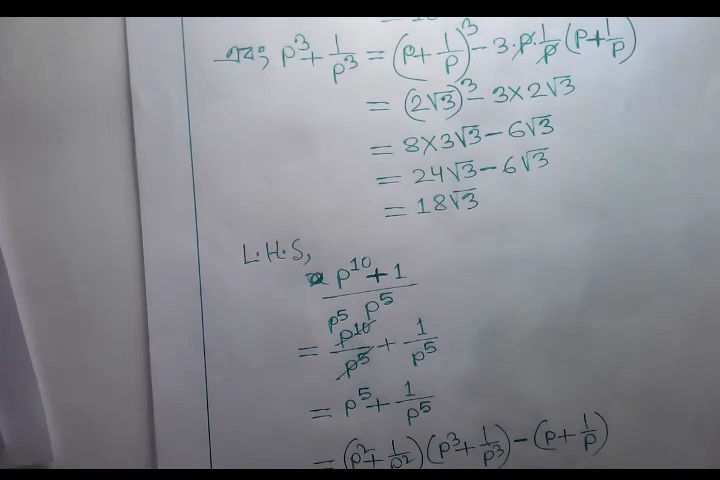 = 10
এবং, p³ + 1/p³ = (p + 1/p)³ - 3·p·1/p (p + 1/p)
= (2√3)³ - 3×2√3
= 8×3√3 - 6√3
= 24√3 - 6√3
= 18√3
L.H.S,
p¹⁰ + 1 / p⁵
= p¹⁰/p⁵ + 1/p⁵
= p⁵ + 1/p⁵
= (p² + 1/p²) (p³ + 1/p³) - (p + 1/p)